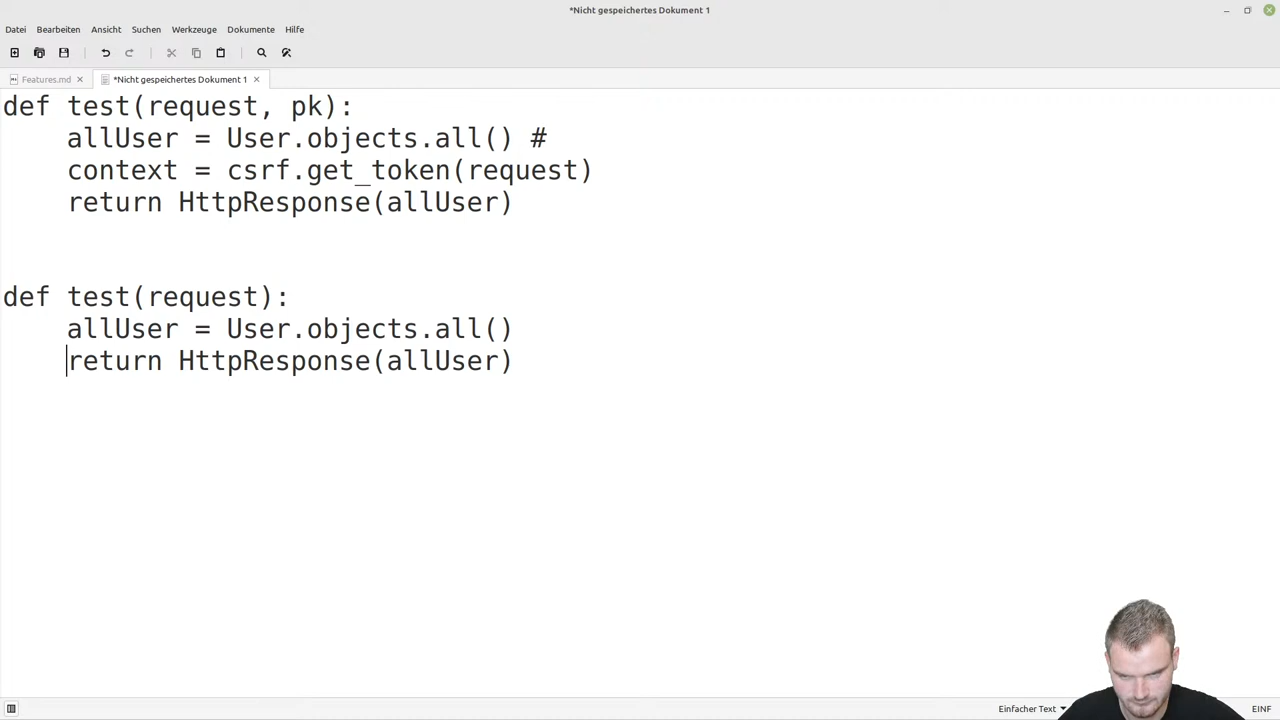 *Nicht gespeichertes Dokument 1
Datei Bearbeiten Ansicht Suchen Werkzeuge Dokumente Hilfe
Features.md *Nicht gespeichertes Dokument 1
def test(request, pk):
    allUser = User.objects.all() #
    context = csrf.get_token(request)
    return HttpResponse(allUser)
def test(request):
    allUser = User.objects.all()
    return HttpResponse(allUser)
Einfacher Text EINF